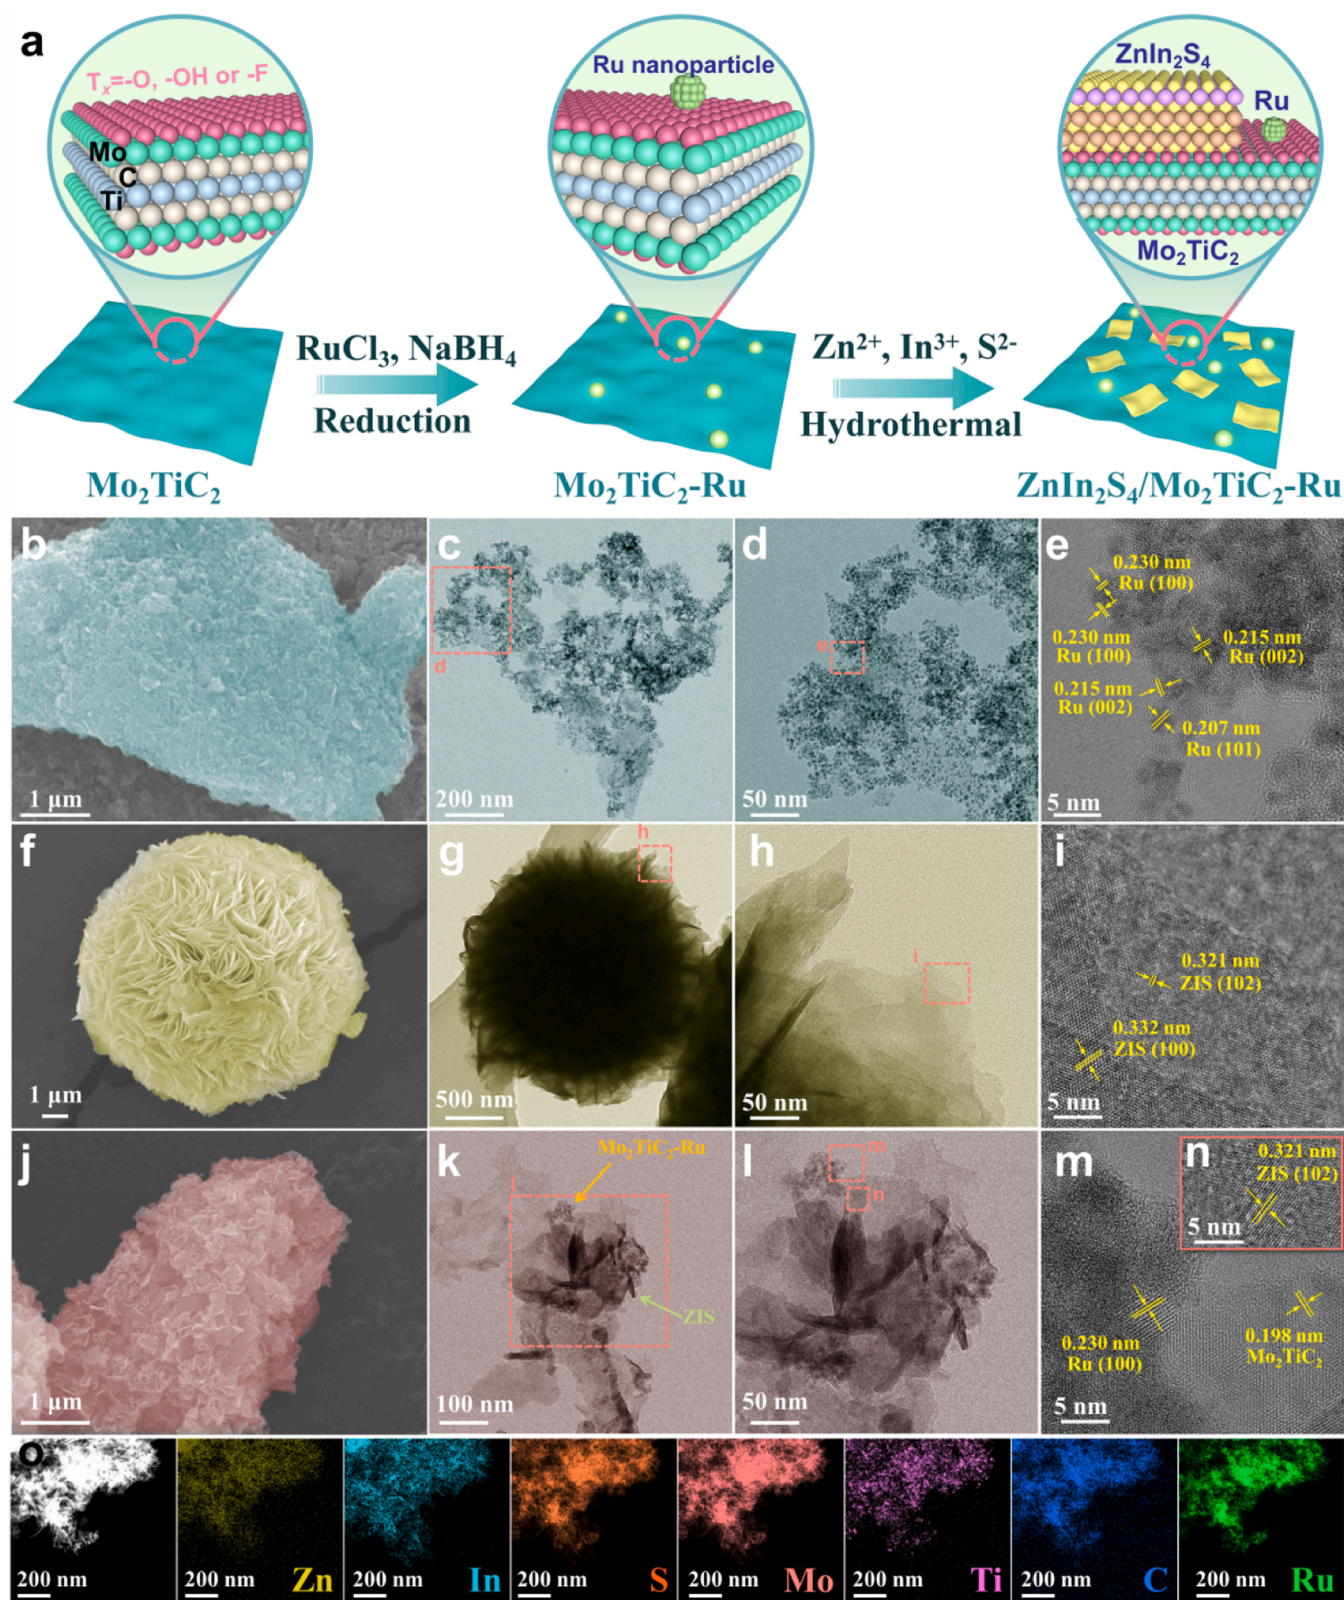 a
Tₓ=-O, -OH or -F
Mo
C
Ti
Ru nanoparticle
ZnIn₂S₄
Ru
Mo₂TiC₂
RuCl₃, NaBH₄
Reduction
Zn²⁺, In³⁺, S²⁻
Hydrothermal
Mo₂TiC₂
Mo₂TiC₂-Ru
ZnIn₂S₄/Mo₂TiC₂-Ru
b
1 μm
c
d
200 nm
d
e
50 nm
e
0.230 nm
Ru (100)
0.230 nm
Ru (100)
0.215 nm
Ru (002)
0.215 nm
Ru (002)
0.207 nm
Ru (101)
5 nm
f
1 μm
g
h
500 nm
h
i
50 nm
i
0.321 nm
ZIS (102)
0.332 nm
ZIS (100)
5 nm
j
1 μm
k
Mo₂TiC₂-Ru
l
ZIS
100 nm
l
m
n
50 nm
m
0.230 nm
Ru (100)
0.198 nm
Mo₂TiC₂
5 nm
n
0.321 nm
ZIS (102)
5 nm
o
200 nm
200 nm
Zn
200 nm
In
200 nm
S
200 nm
Mo
200 nm
Ti
200 nm
C
200 nm
Ru